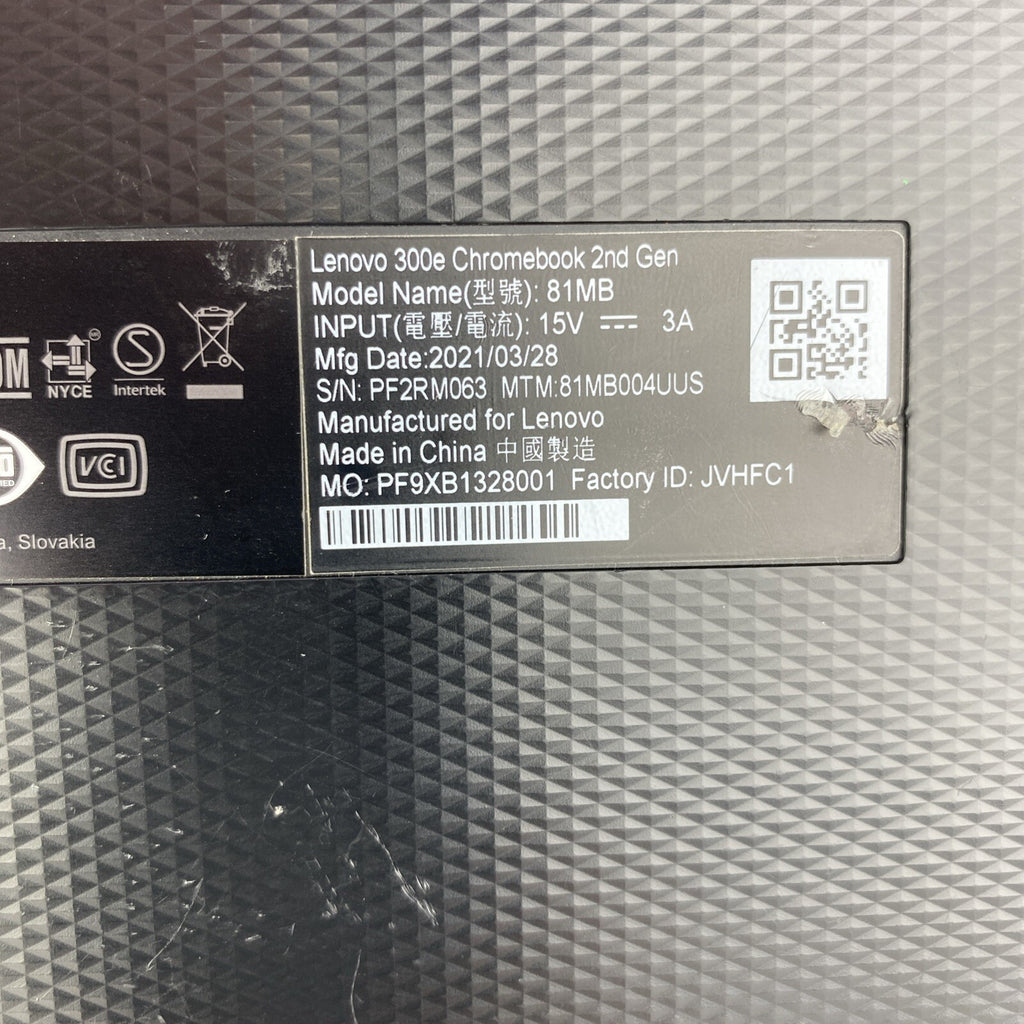 Lenovo 300e Chromebook 2nd Gen
Model Name(型號): 81MB
INPUT(電壓/電流): 15V ⎓ 3A
Mfg Date:2021/03/28
S/N: PF2RM063 MTM:81MB004UUS
Manufactured for Lenovo
Made in China 中國製造
MO: PF9XB1328001 Factory ID: JVHFC1
NYCE
S
Intertek
VCI
Slovakia